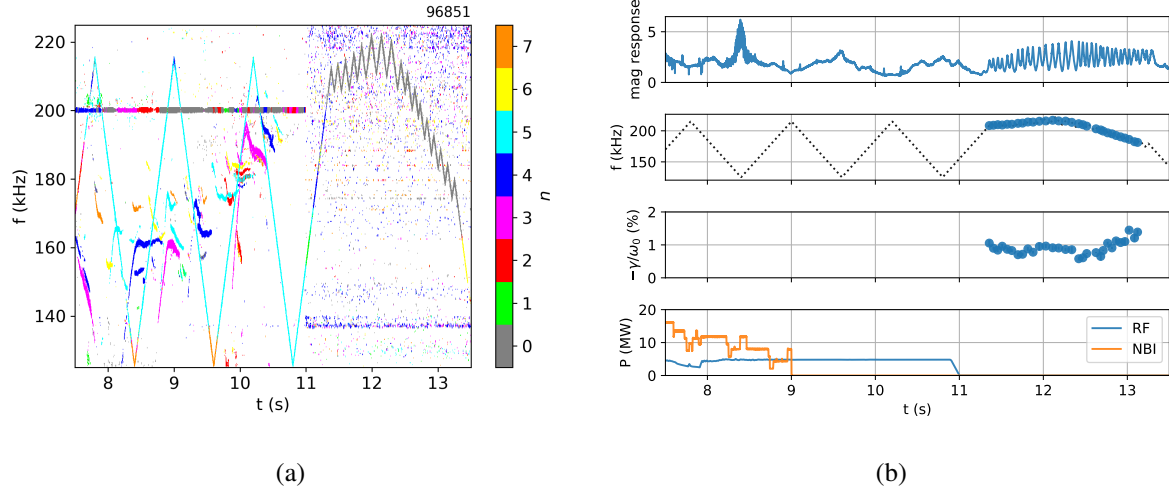 96851
220
200
180
160
140
f (kHz)
8 9 10 11 12 13
t (s)
7
6
5
4
3
2
1
0
n
(a)
mag response
5
0
f (kHz)
200
150
−γ/ω0 (%)
2
1
0
P (MW)
20
10
0
RF
NBI
8 9 10 11 12 13
t (s)
(b)